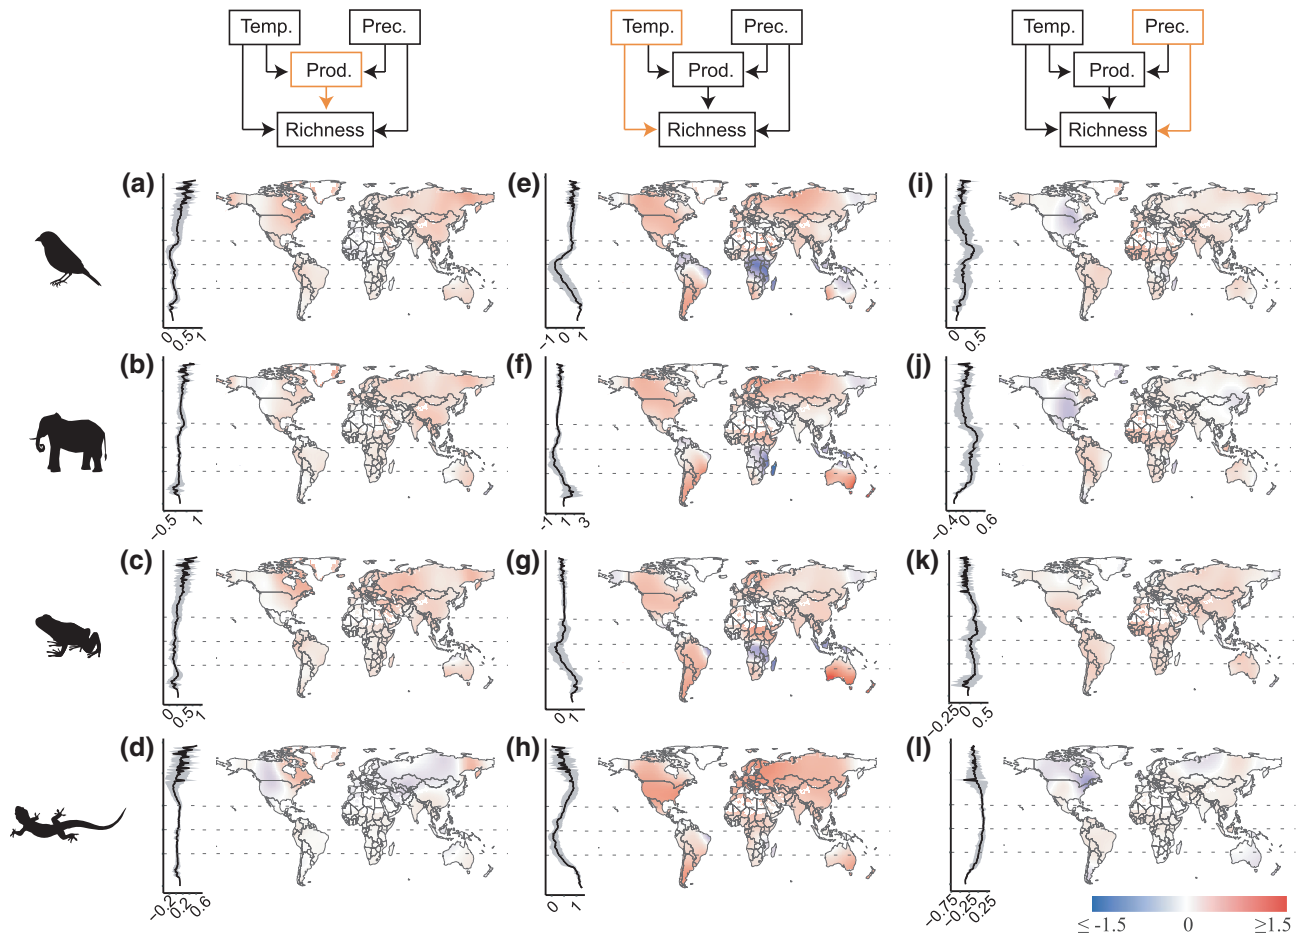 Temp. Prec. Temp. Prec. Temp. Prec.
Prod. Prod. Prod.
Richness Richness Richness
(a) (e) (i)
0 0.5 1 −1 0 1 0 0.5
(b) (f) (j)
−0.5 1 −1 1 3 −0.4 0 0.6
(c) (g) (k)
0 0.5 1 0 1 −0.25 0 0.5
(d) (h) (l)
−0.2 0.2 0.6 0 1 −0.75 −0.25 0.25
≤ -1.5 0 ≥1.5